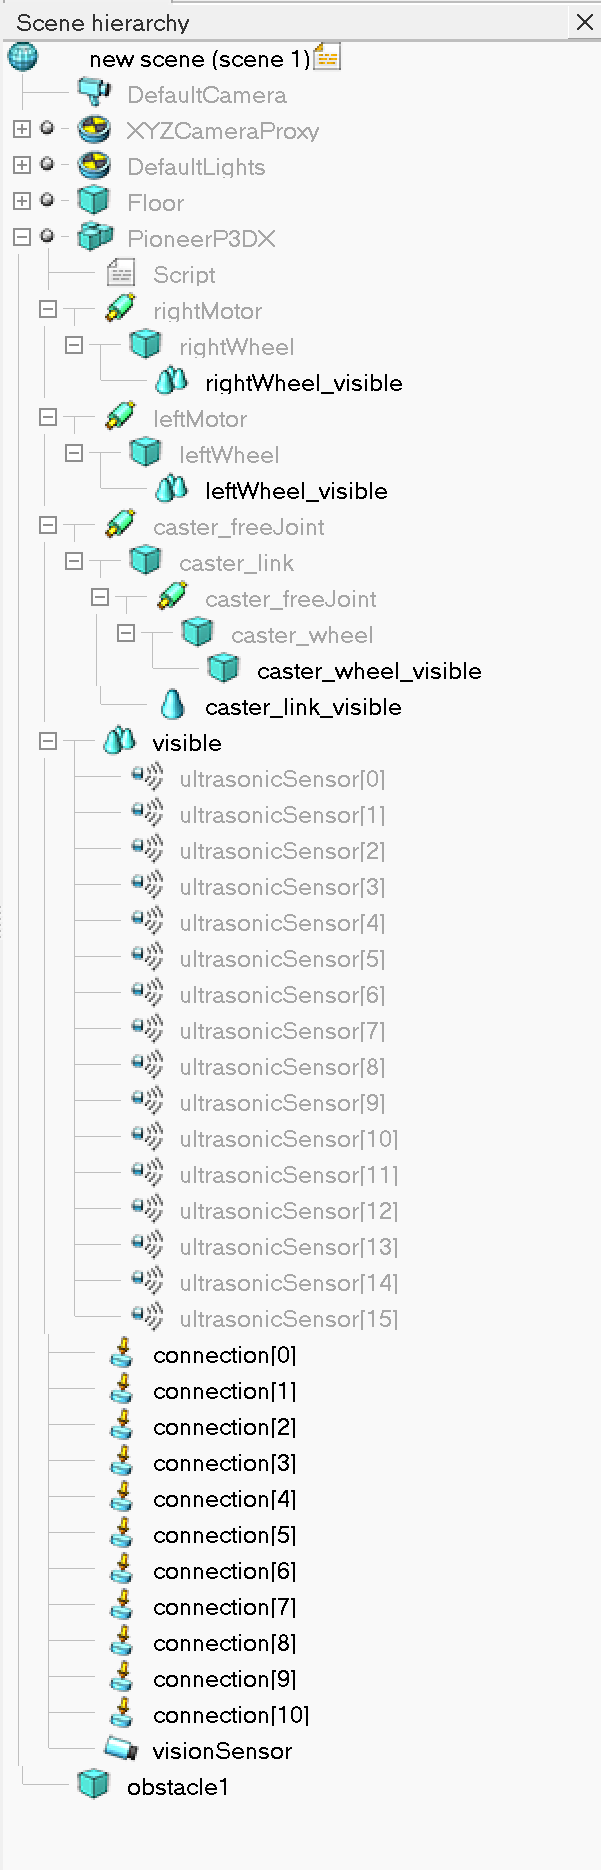 Scene hierarchy
new scene (scene 1)
DefaultCamera
XYZCameraProxy
DefaultLights
Floor
PioneerP3DX
Script
rightMotor
rightWheel
rightWheel_visible
leftMotor
leftWheel
leftWheel_visible
caster_freeJoint
caster_link
caster_freeJoint
caster_wheel
caster_wheel_visible
caster_link_visible
visible
ultrasonicSensor[0]
ultrasonicSensor[1]
ultrasonicSensor[2]
ultrasonicSensor[3]
ultrasonicSensor[4]
ultrasonicSensor[5]
ultrasonicSensor[6]
ultrasonicSensor[7]
ultrasonicSensor[8]
ultrasonicSensor[9]
ultrasonicSensor[10]
ultrasonicSensor[11]
ultrasonicSensor[12]
ultrasonicSensor[13]
ultrasonicSensor[14]
ultrasonicSensor[15]
connection[0]
connection[1]
connection[2]
connection[3]
connection[4]
connection[5]
connection[6]
connection[7]
connection[8]
connection[9]
connection[10]
visionSensor
obstacle1